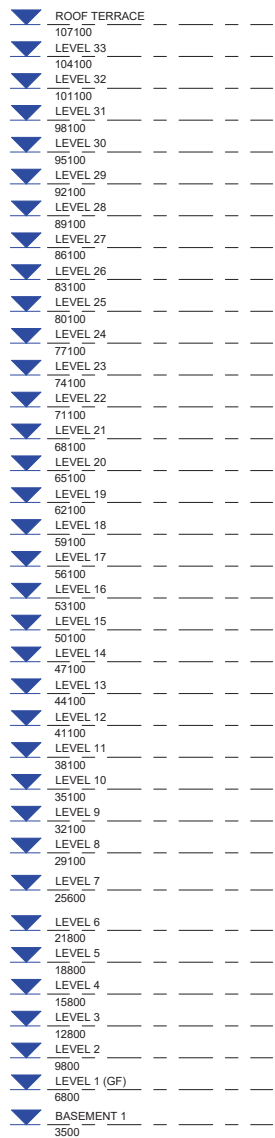 ROOF TERRACE
107100
LEVEL 33
104100
LEVEL 32
101100
LEVEL 31
98100
LEVEL 30
95100
LEVEL 29
92100
LEVEL 28
89100
LEVEL 27
86100
LEVEL 26
83100
LEVEL 25
80100
LEVEL 24
77100
LEVEL 23
74100
LEVEL 22
71100
LEVEL 21
68100
LEVEL 20
65100
LEVEL 19
62100
LEVEL 18
59100
LEVEL 17
56100
LEVEL 16
53100
LEVEL 15
50100
LEVEL 14
47100
LEVEL 13
44100
LEVEL 12
41100
LEVEL 11
38100
LEVEL 10
35100
LEVEL 9
32100
LEVEL 8
29100
LEVEL 7
25600
LEVEL 6
21800
LEVEL 5
18800
LEVEL 4
15800
LEVEL 3
12800
LEVEL 2
9800
LEVEL 1 (GF)
6800
BASEMENT 1
3500